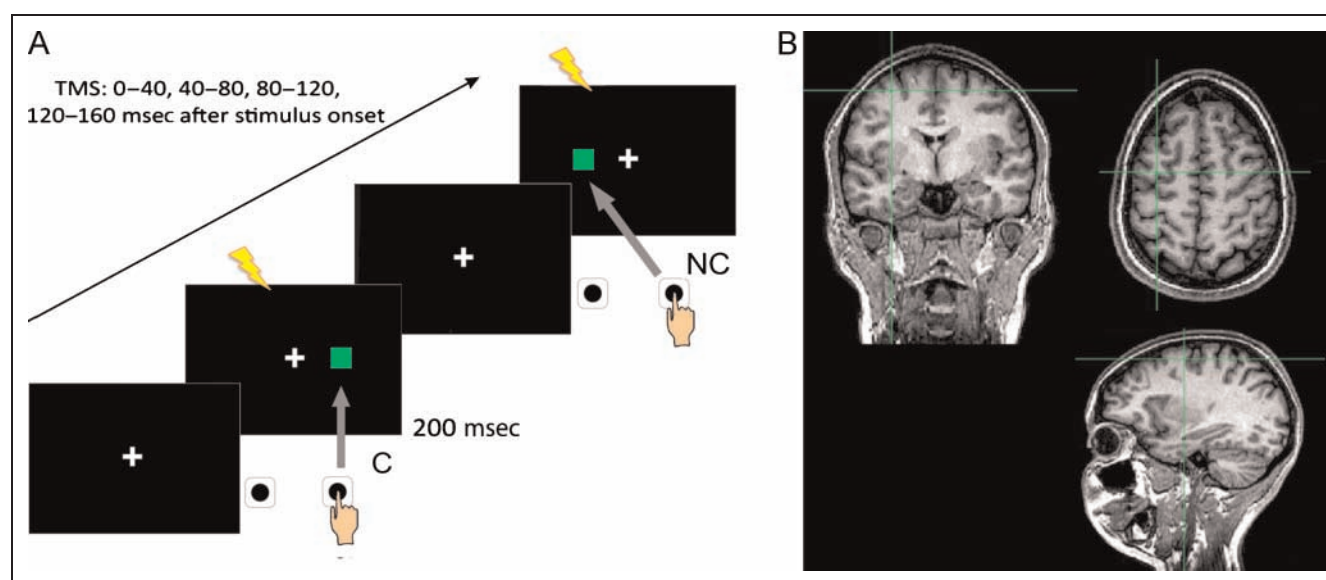 A
TMS: 0–40, 40–80, 80–120,
120–160 msec after stimulus onset
NC
200 msec
C
B